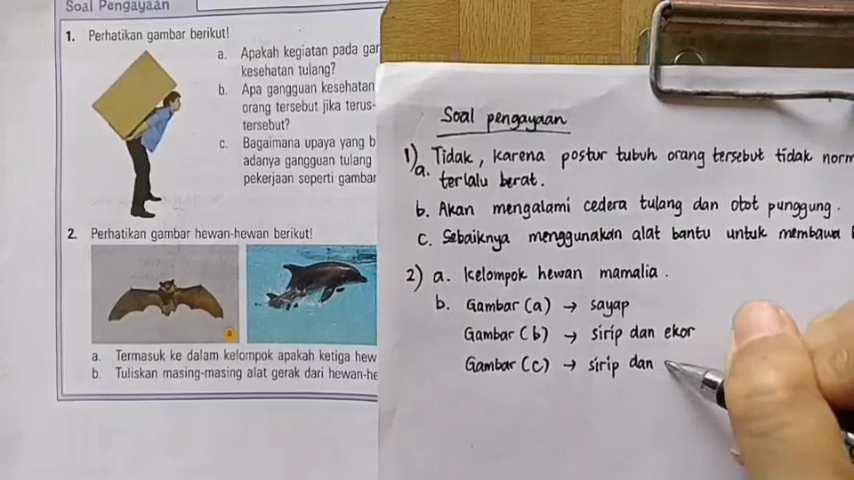 Soal Pengayaan
1. Perhatikan gambar berikut!
a. Apakah kegiatan pada gar
kesehatan tulang?
b. Apa gangguan kesehatan
orang tersebut jika terus-
tersebut?
c. Bagaimana upaya yang b
adanya gangguan tulang
pekerjaan seperti gambar
2. Perhatikan gambar hewan-hewan berikut!
a
a. Termasuk ke dalam kelompok apakah ketiga hew
b. Tuliskan masing-masing alat gerak dari hewan-he
Soal pengayaan
1) a. Tidak, karena postur tubuh orang tersebut tidak norm
terlalu berat.
b. Akan mengalami cedera tulang dan otot punggung.
c. Sebaiknya menggunakan alat bantu untuk membawa
2) a. Kelompok hewan mamalia.
b. Gambar (a) → sayap
Gambar (b) → sirip dan ekor
Gambar (c) → sirip dan